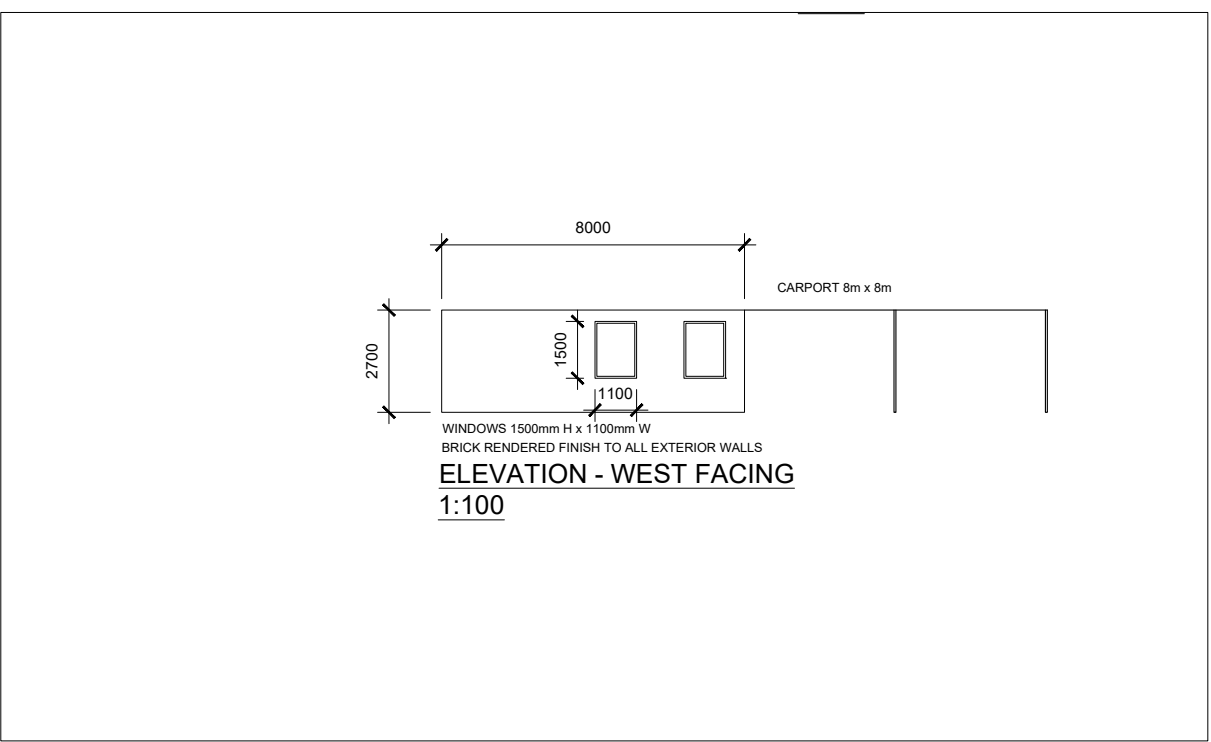 8000
CARPORT 8m x 8m
2700
1500
1100
WINDOWS 1500mm H x 1100mm W
BRICK RENDERED FINISH TO ALL EXTERIOR WALLS
ELEVATION - WEST FACING
1:100